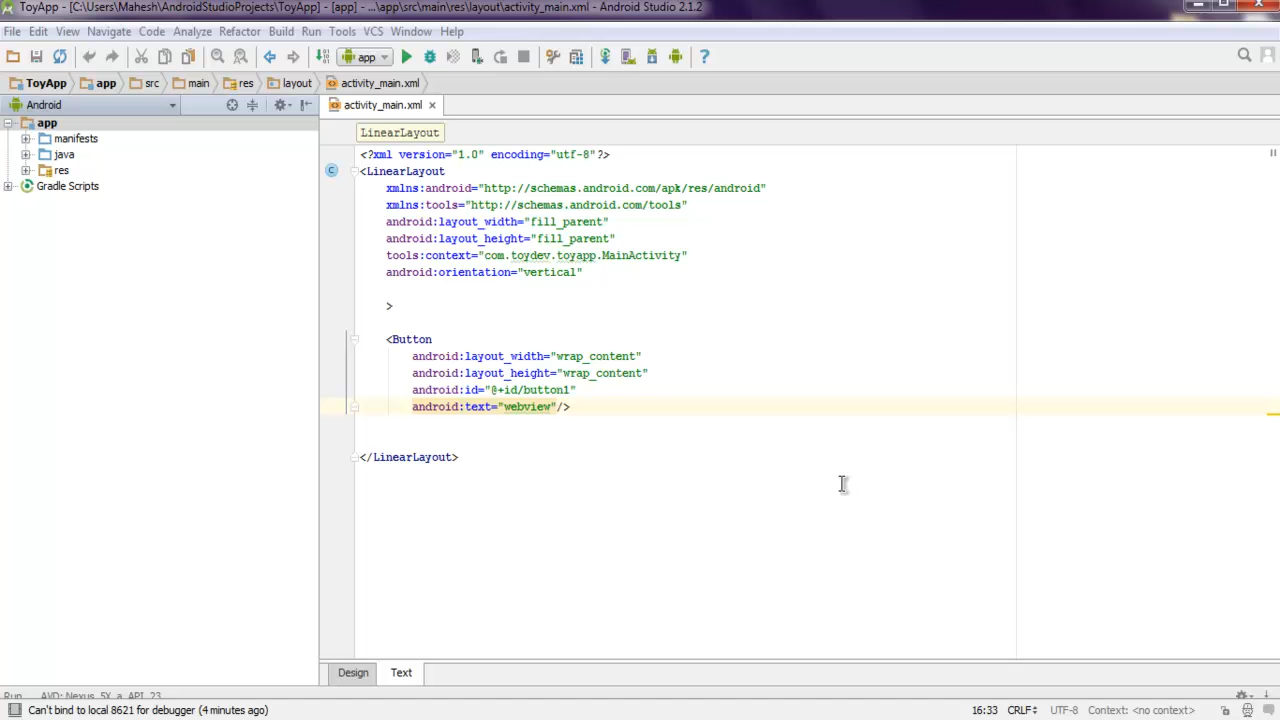 ToyApp - [C:\Users\Mahesh\AndroidStudioProjects\ToyApp] - [app] - ...\app\src\main\res\layout\activity_main.xml - Android Studio 2.1.2
File Edit View Navigate Code Analyze Refactor Build Run Tools VCS Window Help
app
ToyApp app src main res layout activity_main.xml
Android
activity_main.xml
app
manifests
java
res
Gradle Scripts
LinearLayout
<?xml version="1.0" encoding="utf-8"?>
<LinearLayout
xmlns:android="http://schemas.android.com/apk/res/android"
xmlns:tools="http://schemas.android.com/tools"
android:layout_width="fill_parent"
android:layout_height="fill_parent"
tools:context="com.toydev.toyapp.MainActivity"
android:orientation="vertical"
>
<Button
android:layout_width="wrap_content"
android:layout_height="wrap_content"
android:id="@+id/button1"
android:text="webview"/>
</LinearLayout>
Design Text
Run AVD: Nexus_5X_a_API_23
Can't bind to local 8621 for debugger (4 minutes ago)
16:33 CRLF UTF-8 Context: <no context>